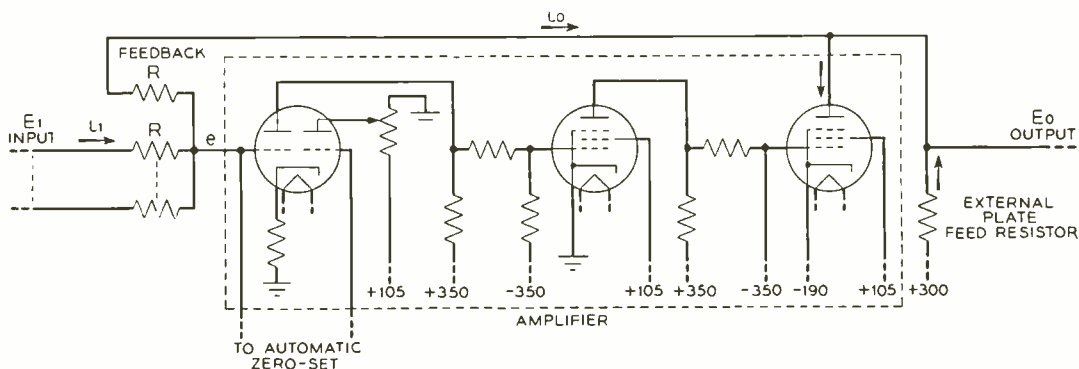 i0
FEEDBACK
R
E1
INPUT
i1
R
e
E0
OUTPUT
EXTERNAL
PLATE
FEED RESISTOR
+105
+350
-350
+105
+350
-350
-190
+105
+300
AMPLIFIER
TO AUTOMATIC
ZERO-SET